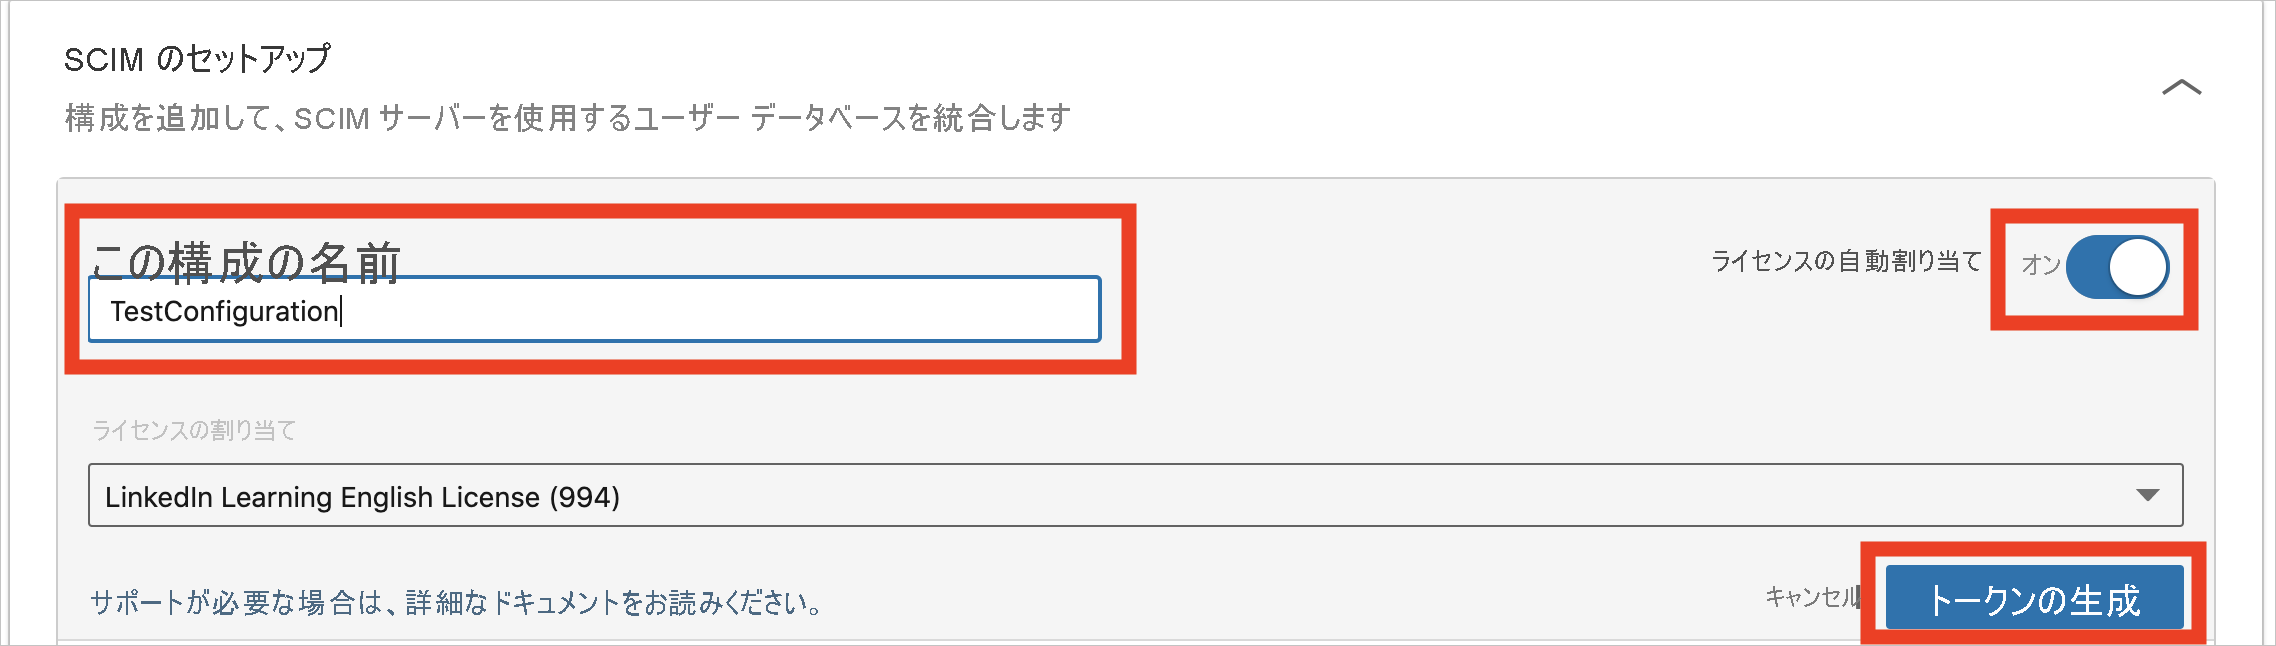 SCIM のセットアップ
構成を追加して、SCIM サーバーを使用するユーザー データベースを統合します
この構成の名前
ライセンスの自動割り当て オン
TestConfiguration
ライセンスの割り当て
LinkedIn Learning English License (994)
サポートが必要な場合は、詳細なドキュメントをお読みください。
キャンセル トークンの生成